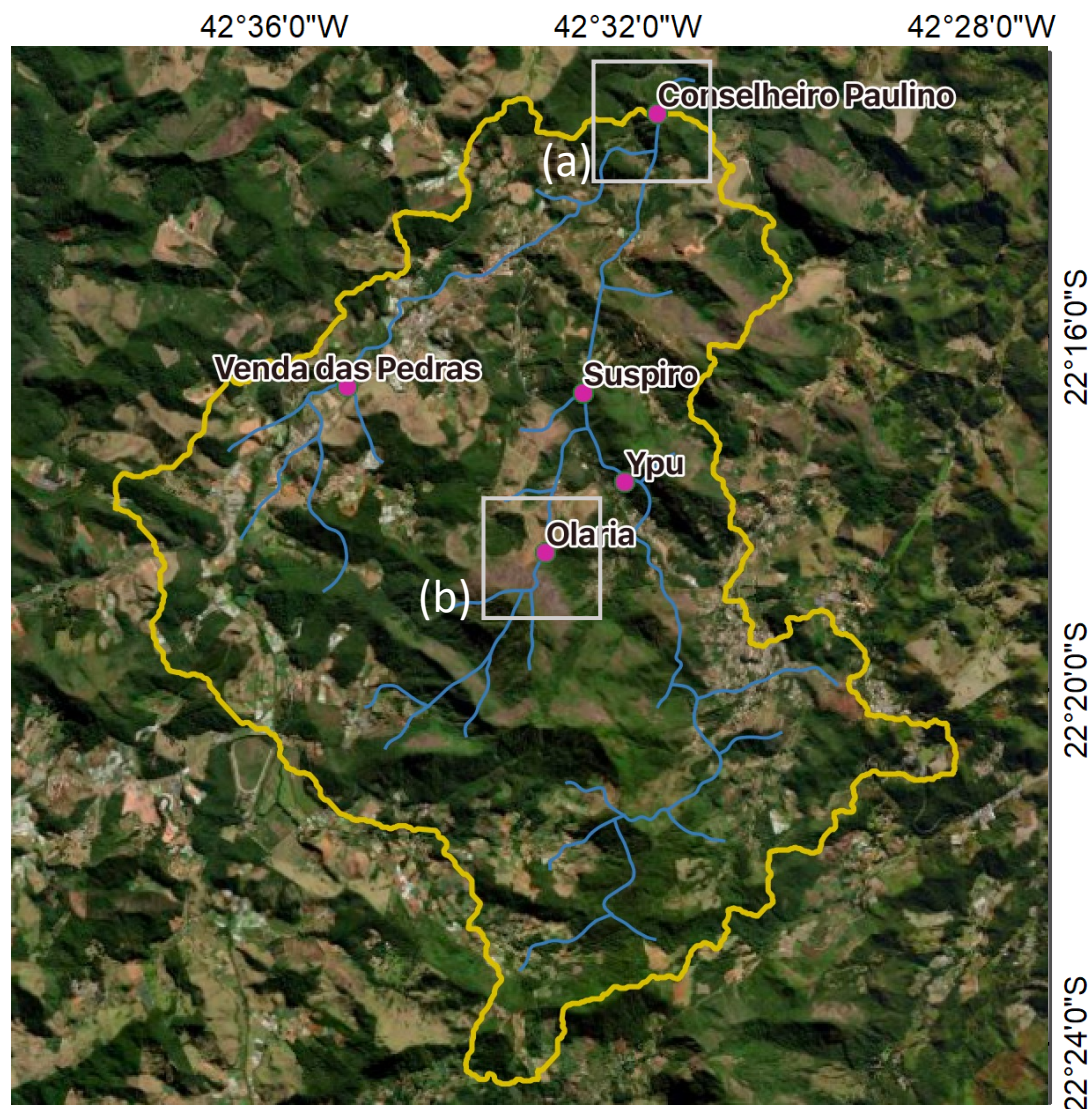 42°36'0"W
42°32'0"W
42°28'0"W
Conselheiro Paulino
(a)
22°16'0"S
Venda das Pedras
Suspiro
Ypu
Olaria
(b)
22°20'0"S
22°24'0"S